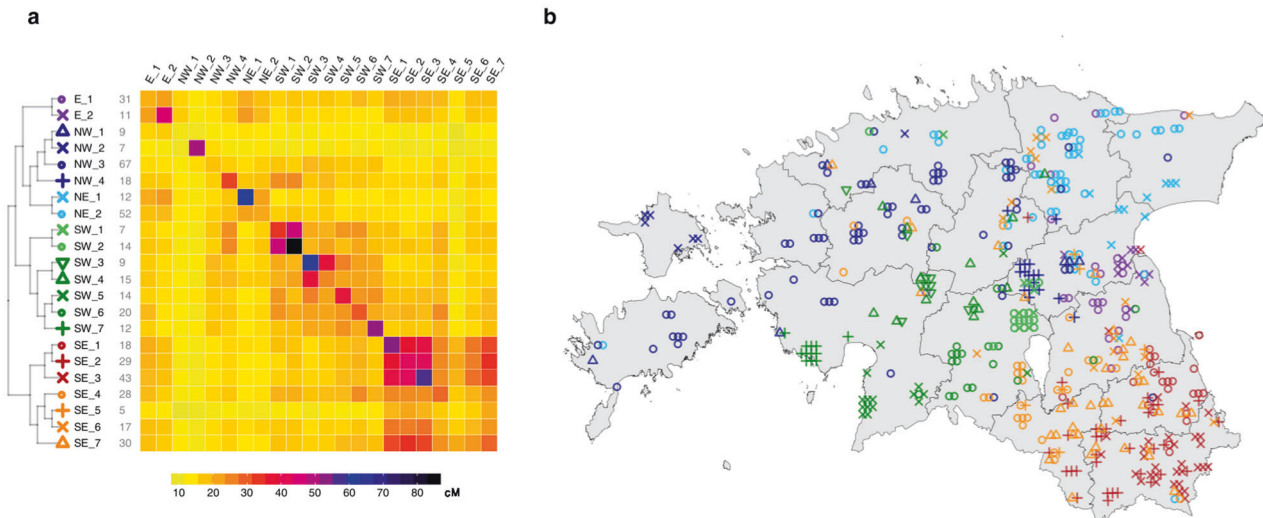 a
b
E_1 E_2 NW_1 NW_2 NW_3 NW_4 NE_1 NE_2 SW_1 SW_2 SW_3 SW_4 SW_5 SW_6 SW_7 SE_1 SE_2 SE_3 SE_4 SE_5 SE_6 SE_7
E_1 31
E_2 11
NW_1 9
NW_2 7
NW_3 67
NW_4 18
NE_1 12
NE_2 52
SW_1 7
SW_2 14
SW_3 9
SW_4 15
SW_5 14
SW_6 20
SW_7 12
SE_1 18
SE_2 29
SE_3 43
SE_4 28
SE_5 5
SE_6 17
SE_7 30
10 20 30 40 50 60 70 80 cM